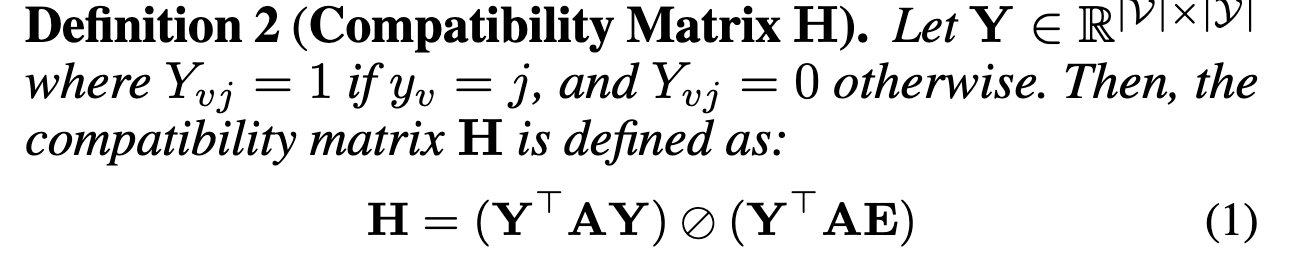 Definition 2 (Compatibility Matrix H). Let Y ∈ ℝ^{|𝒱|×|𝒴|}
where Y_{vj} = 1 if y_v = j, and Y_{vj} = 0 otherwise. Then, the
compatibility matrix H is defined as:
H = (Y^⊤AY) ⊘ (Y^⊤AE) (1)